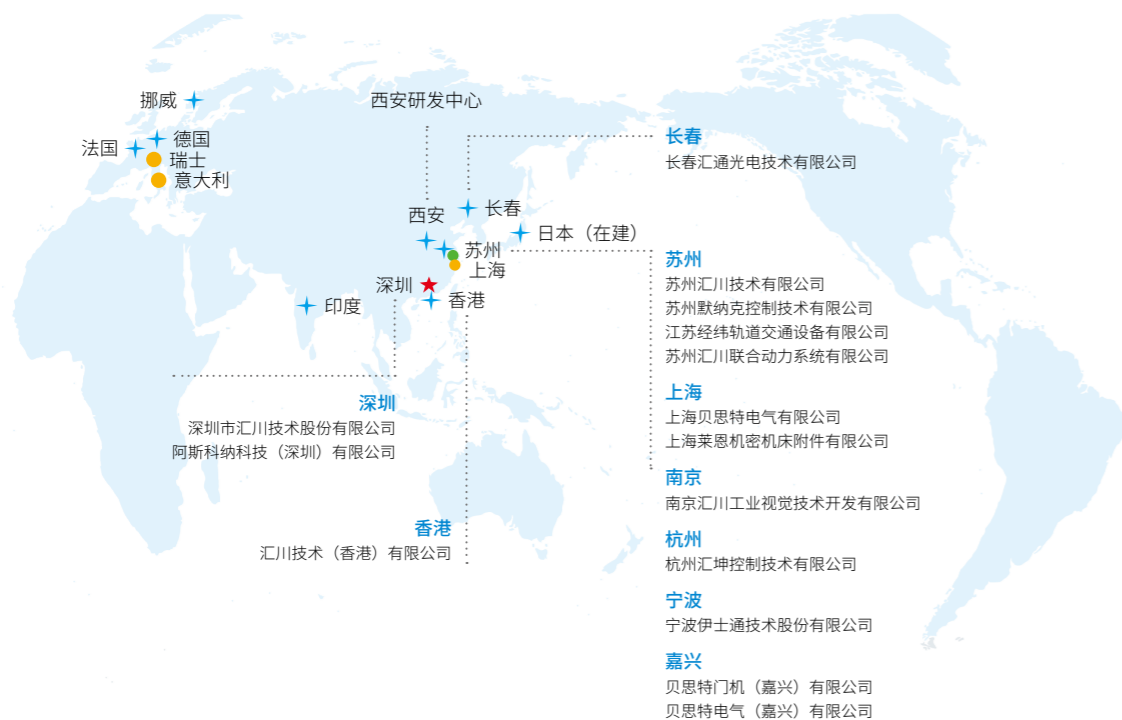 挪威
法国
德国
瑞士
意大利
西安研发中心
西安
长春
日本（在建）
苏州
上海
深圳
香港
印度
深圳
深圳市汇川技术股份有限公司
阿斯科纳科技（深圳）有限公司
香港
汇川技术（香港）有限公司
长春
长春汇通光电技术有限公司
苏州
苏州汇川技术有限公司
苏州默纳克控制技术有限公司
江苏经纬轨道交通设备有限公司
苏州汇川联合动力系统有限公司
上海
上海贝思特电气有限公司
上海莱恩机密机床附件有限公司
南京
南京汇川工业视觉技术开发有限公司
杭州
杭州汇坤控制技术有限公司
宁波
宁波伊士通技术股份有限公司
嘉兴
贝思特门机（嘉兴）有限公司
贝思特电气（嘉兴）有限公司